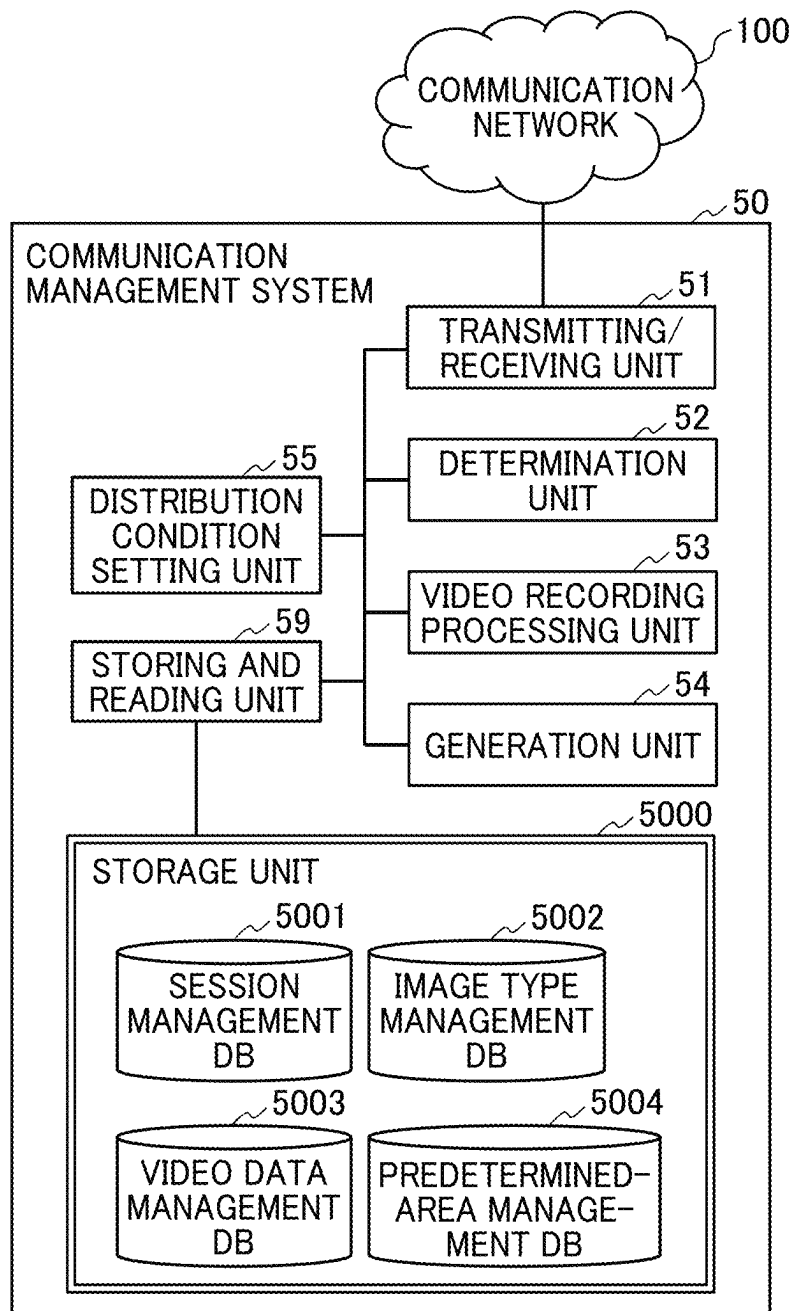 100
COMMUNICATION
NETWORK
50
COMMUNICATION
MANAGEMENT SYSTEM
51
TRANSMITTING/
RECEIVING UNIT
52
DETERMINATION
UNIT
55
DISTRIBUTION
CONDITION
SETTING UNIT
53
VIDEO RECORDING
PROCESSING UNIT
59
STORING AND
READING UNIT
54
GENERATION UNIT
5000
STORAGE UNIT
5001
SESSION
MANAGEMENT
DB
5002
IMAGE TYPE
MANAGEMENT
DB
5003
VIDEO DATA
MANAGEMENT
DB
5004
PREDETERMINED-
AREA MANAGE-
MENT DB